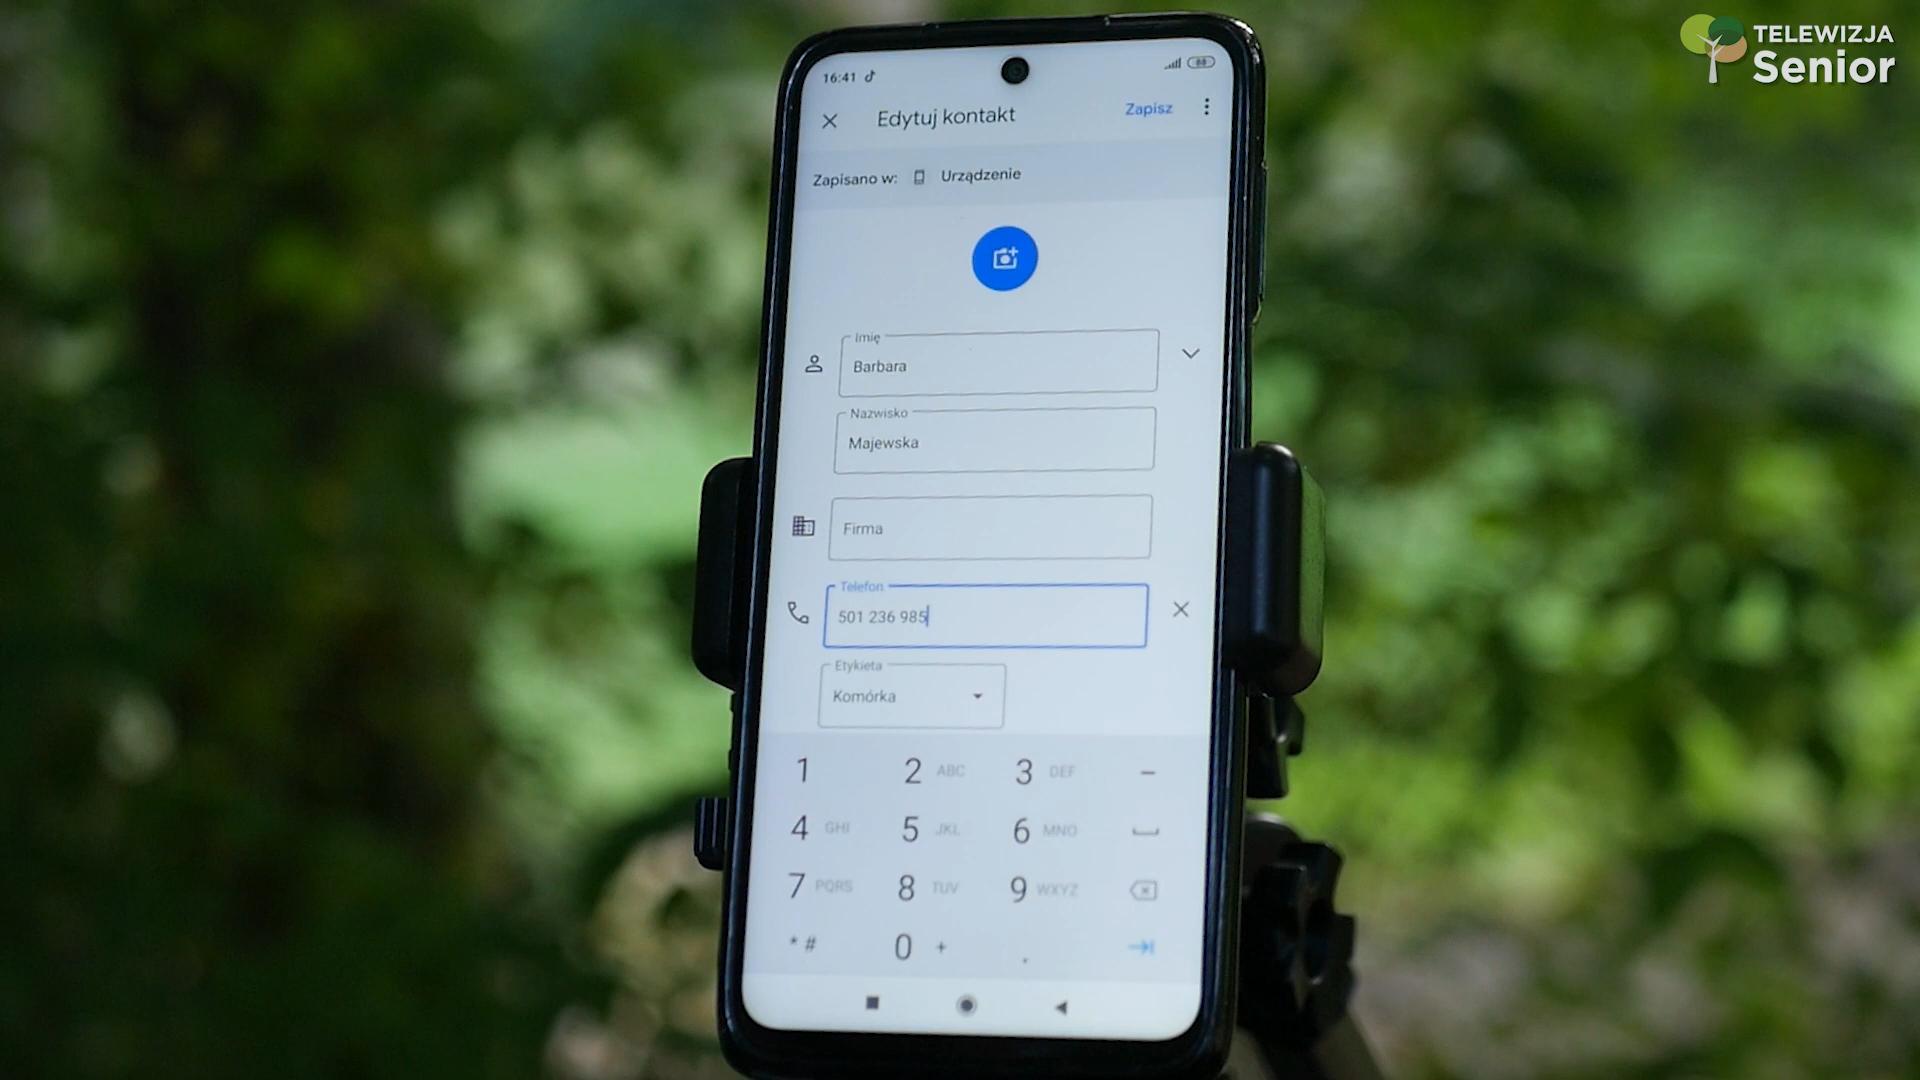 TELEWIZJA
Senior
16:41
88
Edytuj kontakt
Zapisz
Zapisano w: Urządzenie
Imię
Barbara
Nazwisko
Majewska
Firma
Telefon
501 236 985
Etykieta
Komórka
1 2 ABC 3 DEF -
4 GHI 5 JKL 6 MNO
7 PQRS 8 TUV 9 WXYZ
* # 0 + .